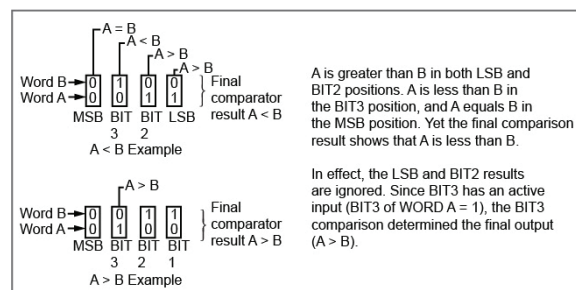 A = B
A < B
A > B
A > B
Word B 0 1 0 0 Final
Word A 0 0 1 1 comparator
result A < B
MSB BIT BIT LSB
3 2
A < B Example
A > B
Word B 0 0 1 1 Final
Word A 0 1 0 0 comparator
result A > B
MSB BIT BIT BIT
3 2 1
A > B Example
A is greater than B in both LSB and
BIT2 positions. A is less than B in
the BIT3 position, and A equals B in
the MSB position. Yet the final comparison
result shows that A is less than B.
In effect, the LSB and BIT2 results
are ignored. Since BIT3 has an active
input (BIT3 of WORD A = 1), the BIT3
comparison determined the final output
(A > B).